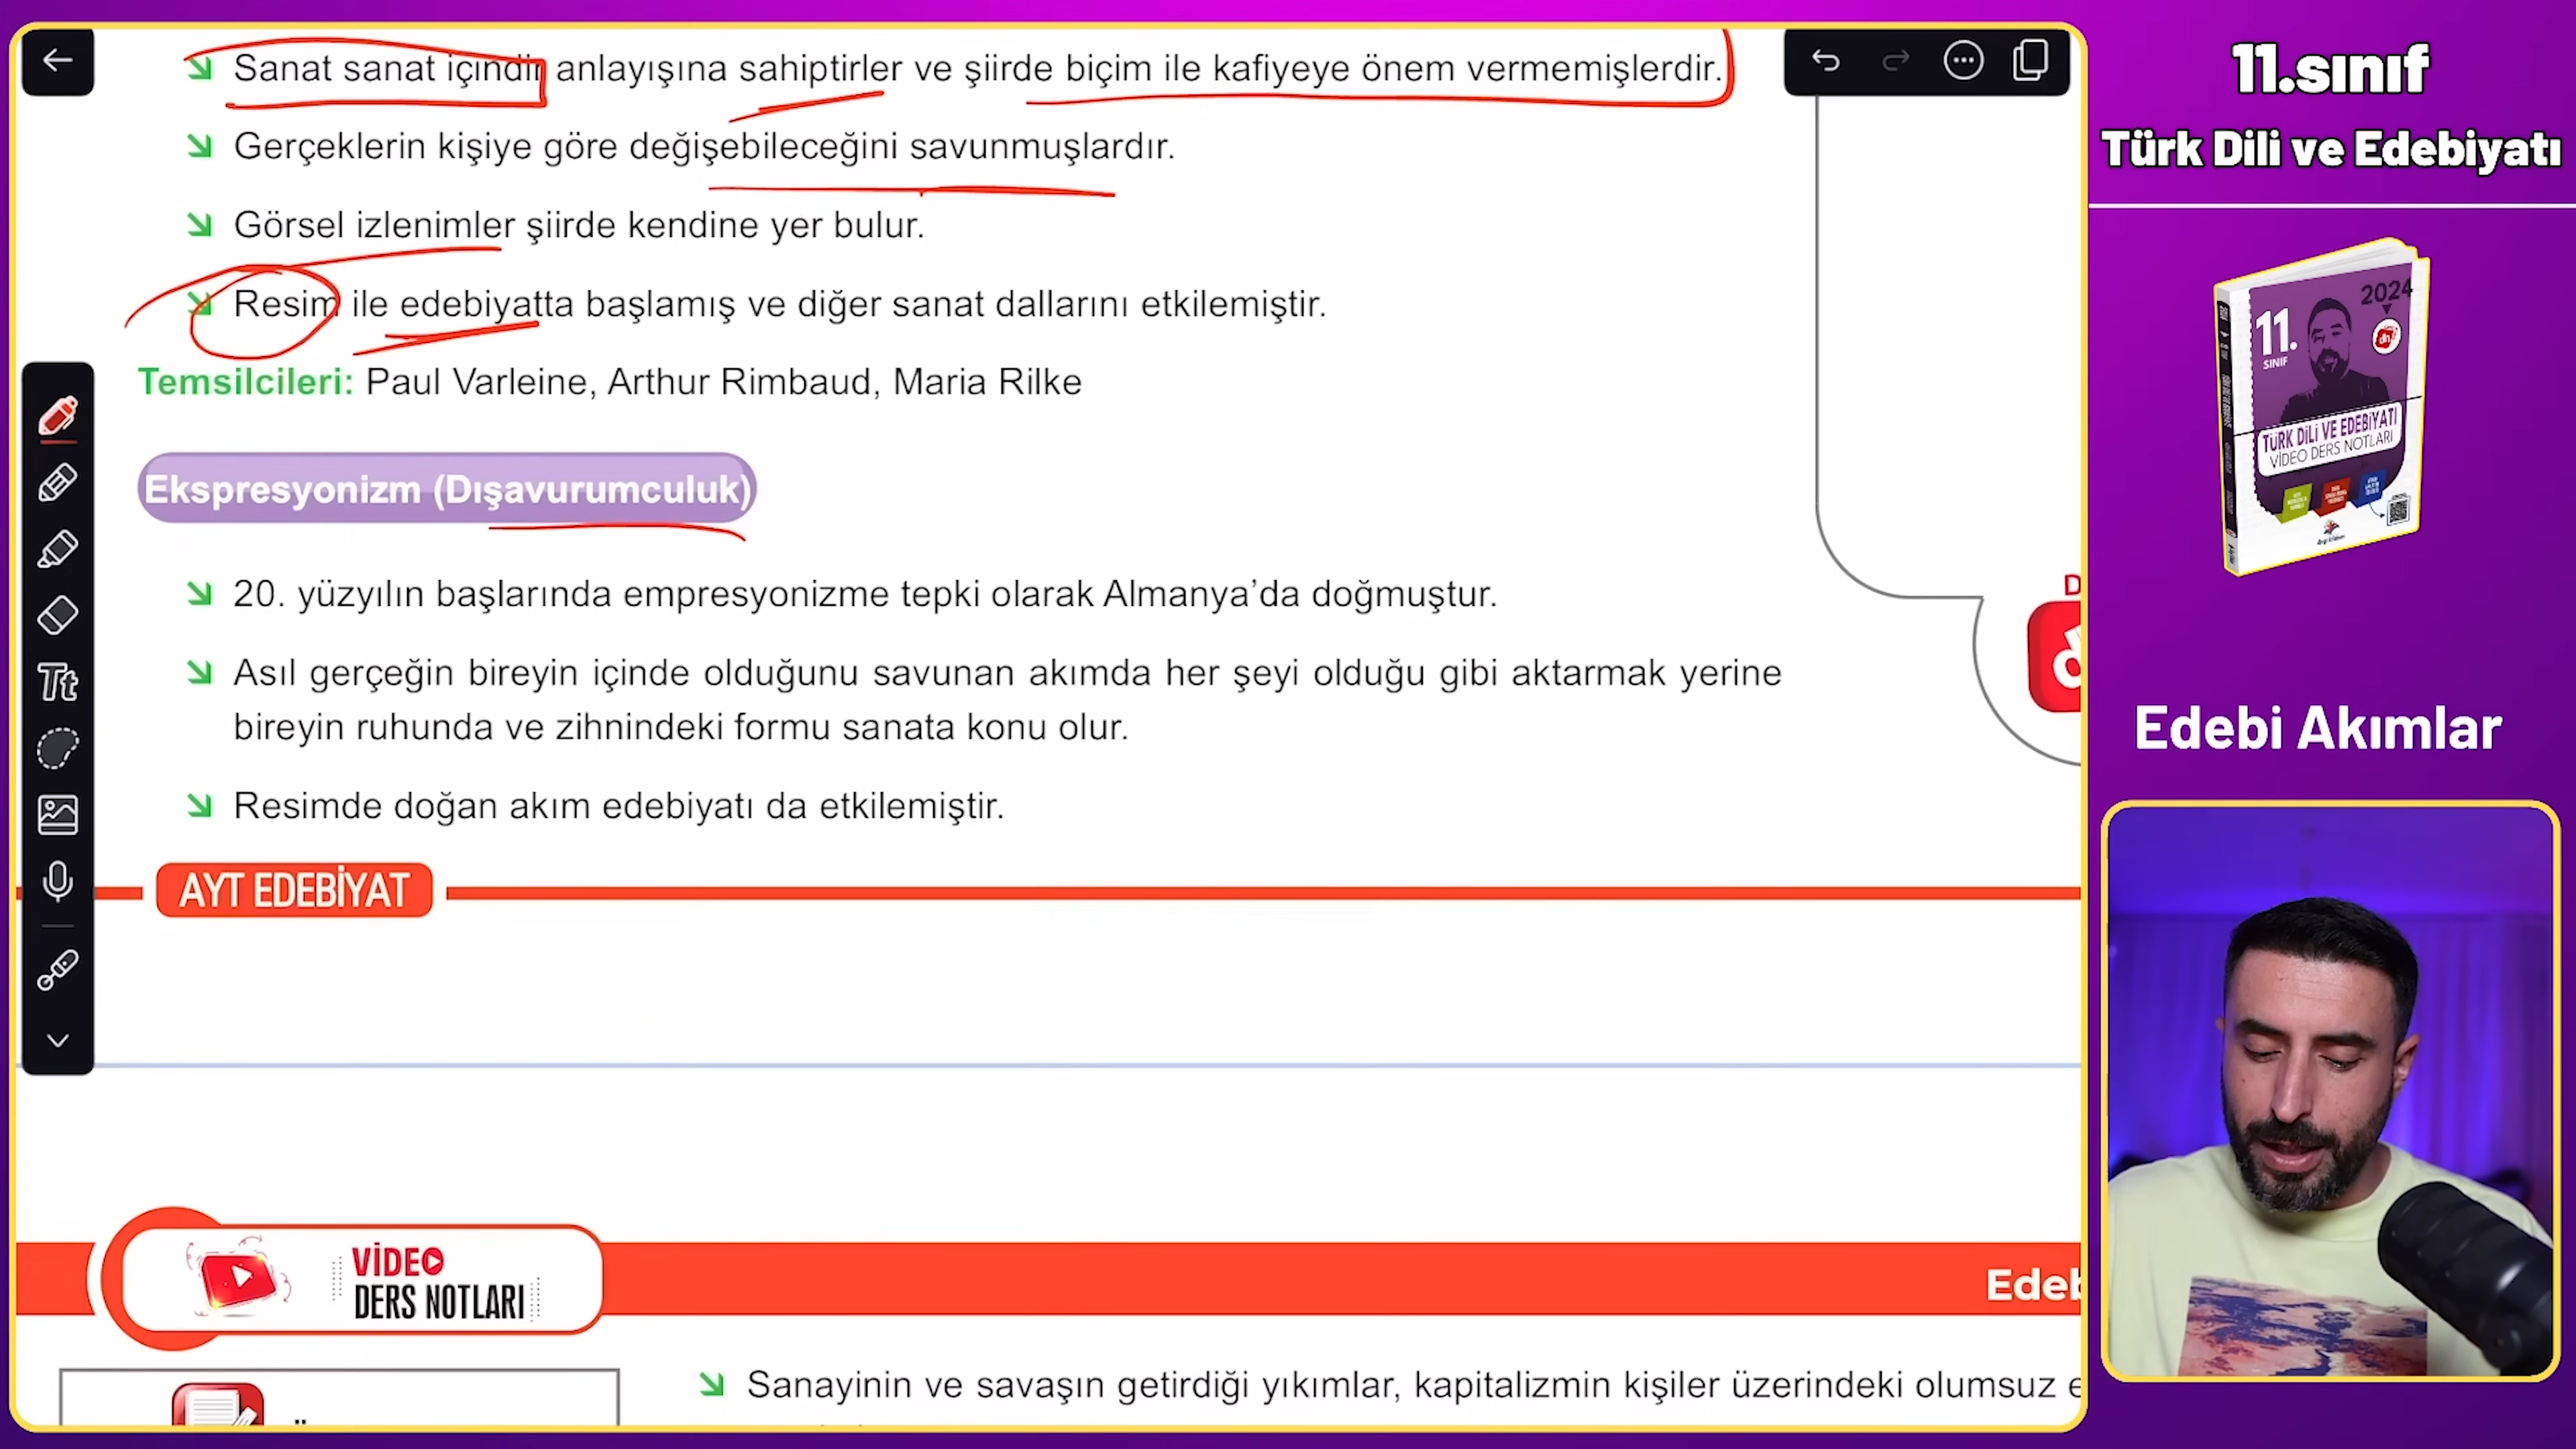 Sanat sanat içindir anlayışına sahiptirler ve şiirde biçim ile kafiyeye önem vermemişlerdir.
Gerçeklerin kişiye göre değişebileceğini savunmuşlardır.
Görsel izlenimler şiirde kendine yer bulur.
Resim ile edebiyatta başlamış ve diğer sanat dallarını etkilemiştir.
Temsilcileri: Paul Varleine, Arthur Rimbaud, Maria Rilke
Ekspresyonizm (Dışavurumculuk)
20. yüzyılın başlarında empresyonizme tepki olarak Almanya'da doğmuştur.
Asıl gerçeğin bireyin içinde olduğunu savunan akımda her şeyi olduğu gibi aktarmak yerine
bireyin ruhunda ve zihnindeki formu sanata konu olur.
Resimde doğan akım edebiyatı da etkilemiştir.
AYT EDEBİYAT
VİDEO
DERS NOTLARI
Edeb
Sanayinin ve savaşın getirdiği yıkımlar, kapitalizmin kişiler üzerindeki olumsuz e
Tt
11.sınıf
Türk Dili ve Edebiyatı
2024
11.
SINIF
TÜRK DİLİ VE EDEBİYATI
VİDEO DERS NOTLARI
Edebi Akımlar